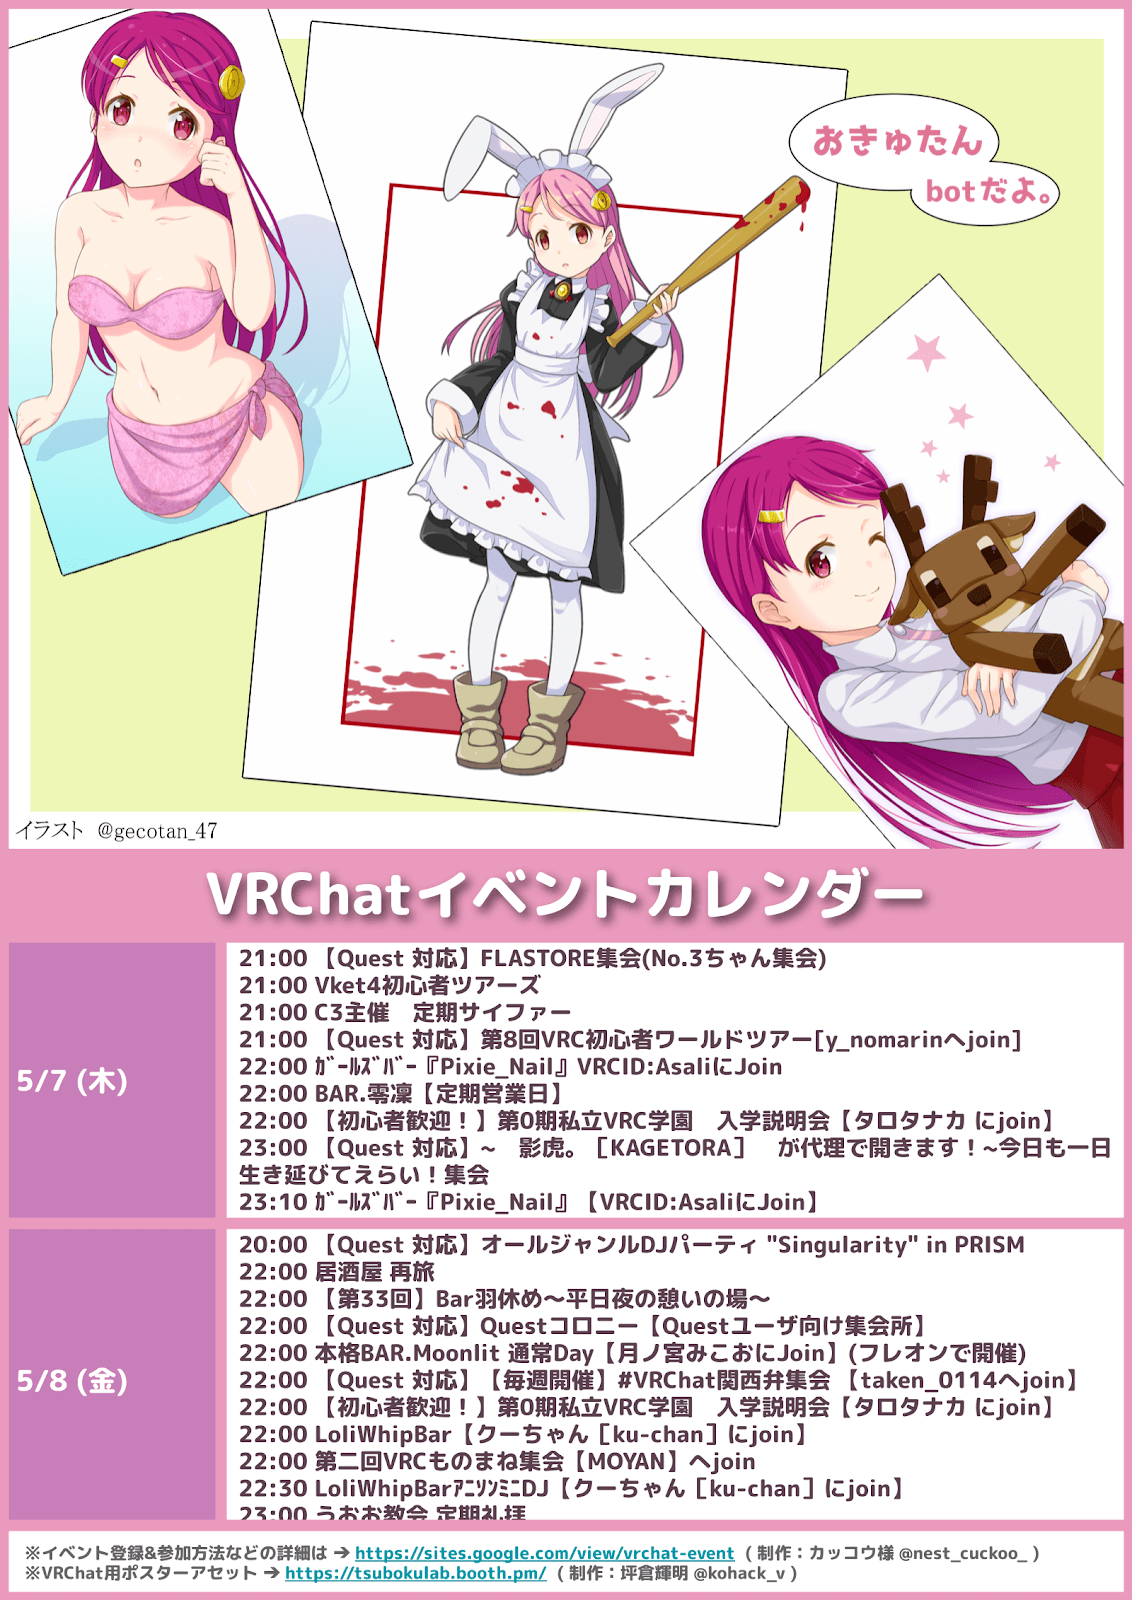 おきゅたん
botだよ。
イラスト @gecotan_47
VRChatイベントカレンダー
5/7 (木)
21:00 【Quest 対応】FLASTORE集会(No.3ちゃん集会)
21:00 Vket4初心者ツアーズ
21:00 C3主催　定期サイファー
21:00 【Quest 対応】第8回VRC初心者ワールドツアー[y_nomarinへjoin]
22:00 ｶﾞｰﾙｽﾞﾊﾞｰ『Pixie_Nail』VRCID:AsaliにJoin
22:00 BAR.零凜【定期営業日】
22:00 【初心者歓迎！】第0期私立VRC学園　入学説明会【タロタナカ にjoin】
23:00 【Quest 対応】~　影虎。［KAGETORA］　が代理で開きます！~今日も一日
生き延びてえらい！集会
23:10 ｶﾞｰﾙｽﾞﾊﾞｰ『Pixie_Nail』【VRCID:AsaliにJoin】
5/8 (金)
20:00 【Quest 対応】オールジャンルDJパーティ "Singularity" in PRISM
22:00 居酒屋 再旅
22:00 【第33回】Bar羽休め～平日夜の憩いの場～
22:00 【Quest 対応】Questコロニー【Questユーザ向け集会所】
22:00 本格BAR.Moonlit 通常Day【月ノ宮みこおにJoin】(フレオンで開催)
22:00 【Quest 対応】【毎週開催】#VRChat関西弁集会 【taken_0114へjoin】
22:00 【初心者歓迎！】第0期私立VRC学園　入学説明会【タロタナカ にjoin】
22:00 LoliWhipBar【クーちゃん［ku-chan］にjoin】
22:00 第二回VRCものまね集会【MOYAN】へjoin
22:30 LoliWhipBarｱﾆｿﾝﾐﾆDJ【クーちゃん［ku-chan］にjoin】
23:00 うおお教会 定期礼拝
※イベント登録&参加方法などの詳細は → https://sites.google.com/view/vrchat-event ( 制作：カッコウ様 @nest_cuckoo_ )
※VRChat用ポスターアセット → https://tsubokulab.booth.pm/ ( 制作：坪倉輝明 @kohack_v )